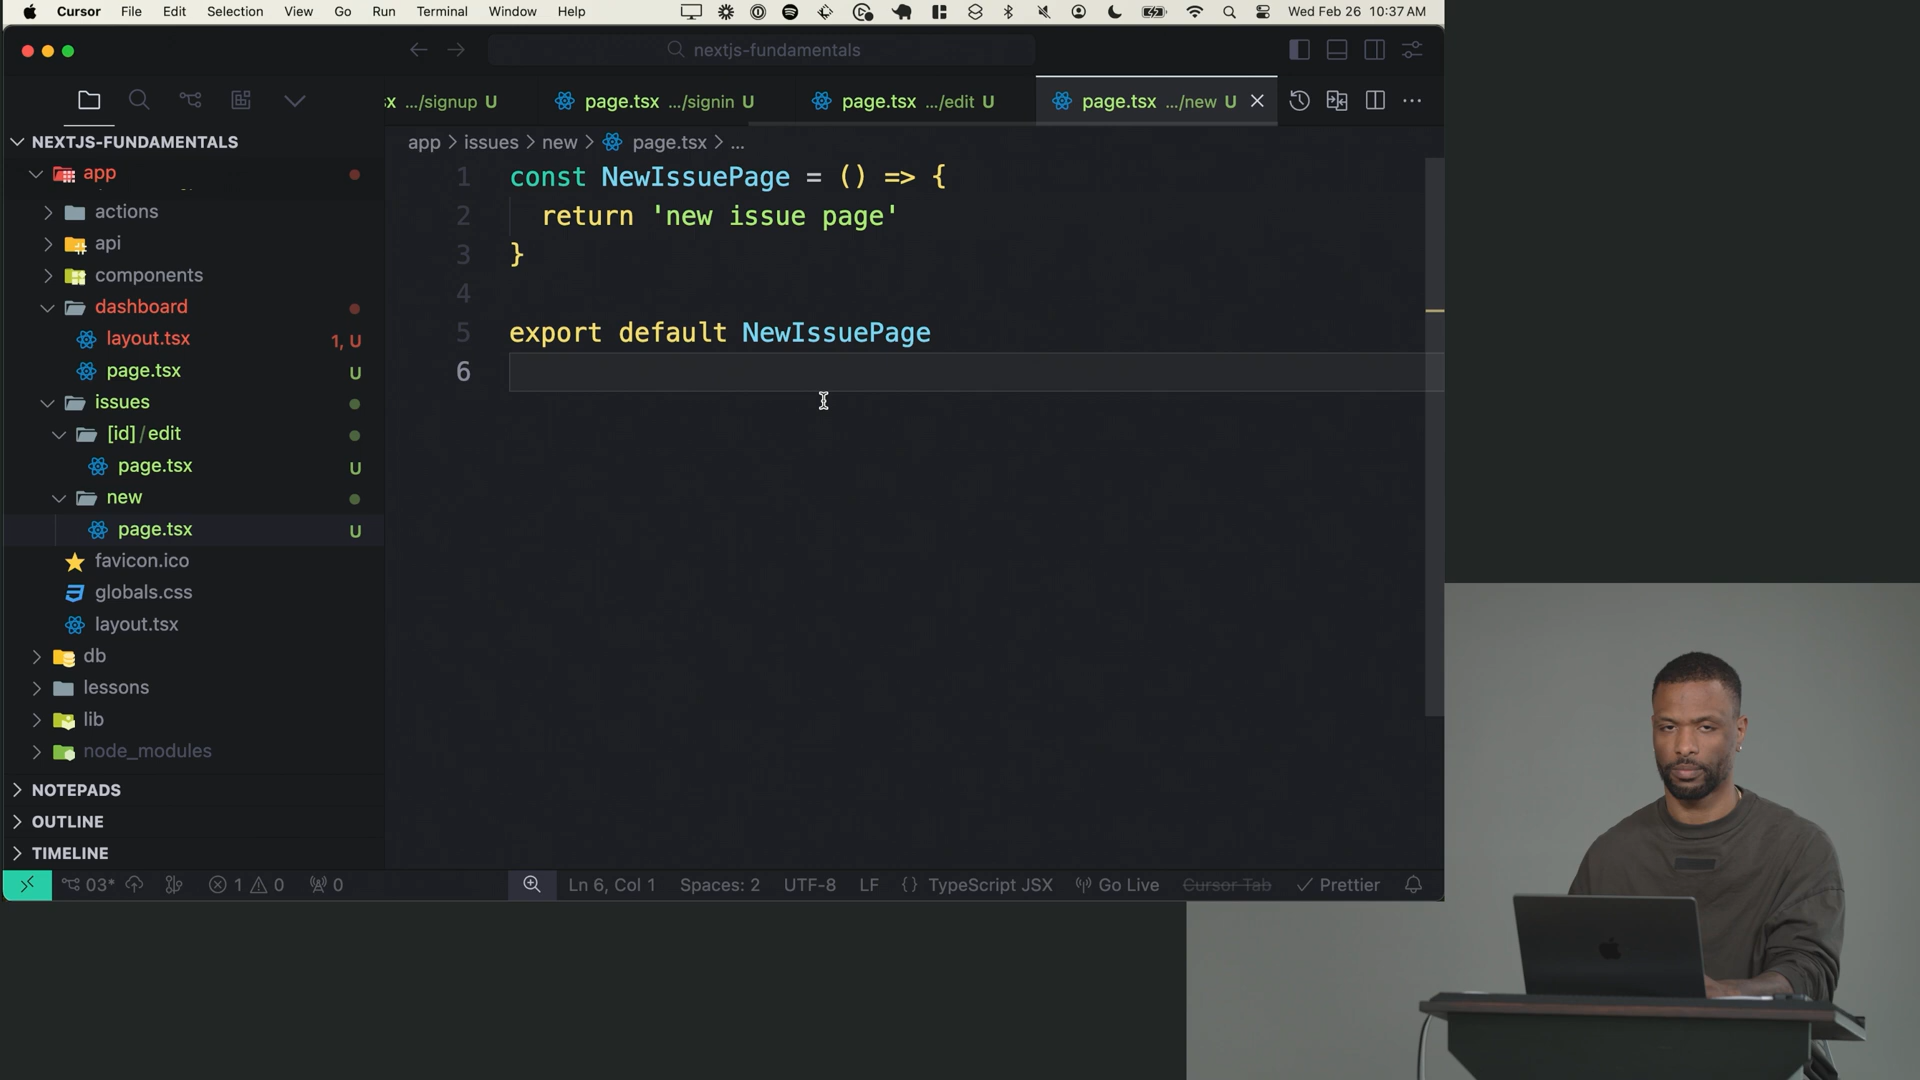 Cursor File Edit Selection View Go Run Terminal Window Help Wed Feb 26 10:37 AM
nextjs-fundamentals
sx .../signup U page.tsx .../signin U page.tsx .../edit U page.tsx .../new U
NEXTJS-FUNDAMENTALS
app > issues > new > page.tsx > ...
app
actions
api
components
dashboard
layout.tsx 1, U
page.tsx U
issues
[id]/edit
page.tsx U
new
page.tsx U
favicon.ico
globals.css
layout.tsx
db
lessons
lib
node_modules
NOTEPADS
OUTLINE
TIMELINE
1 const NewIssuePage = () => {
2 return 'new issue page'
3 }
4
5 export default NewIssuePage
6
03* 1 0 0 Ln 6, Col 1 Spaces: 2 UTF-8 LF {} TypeScript JSX Go Live Cursor Tab Prettier